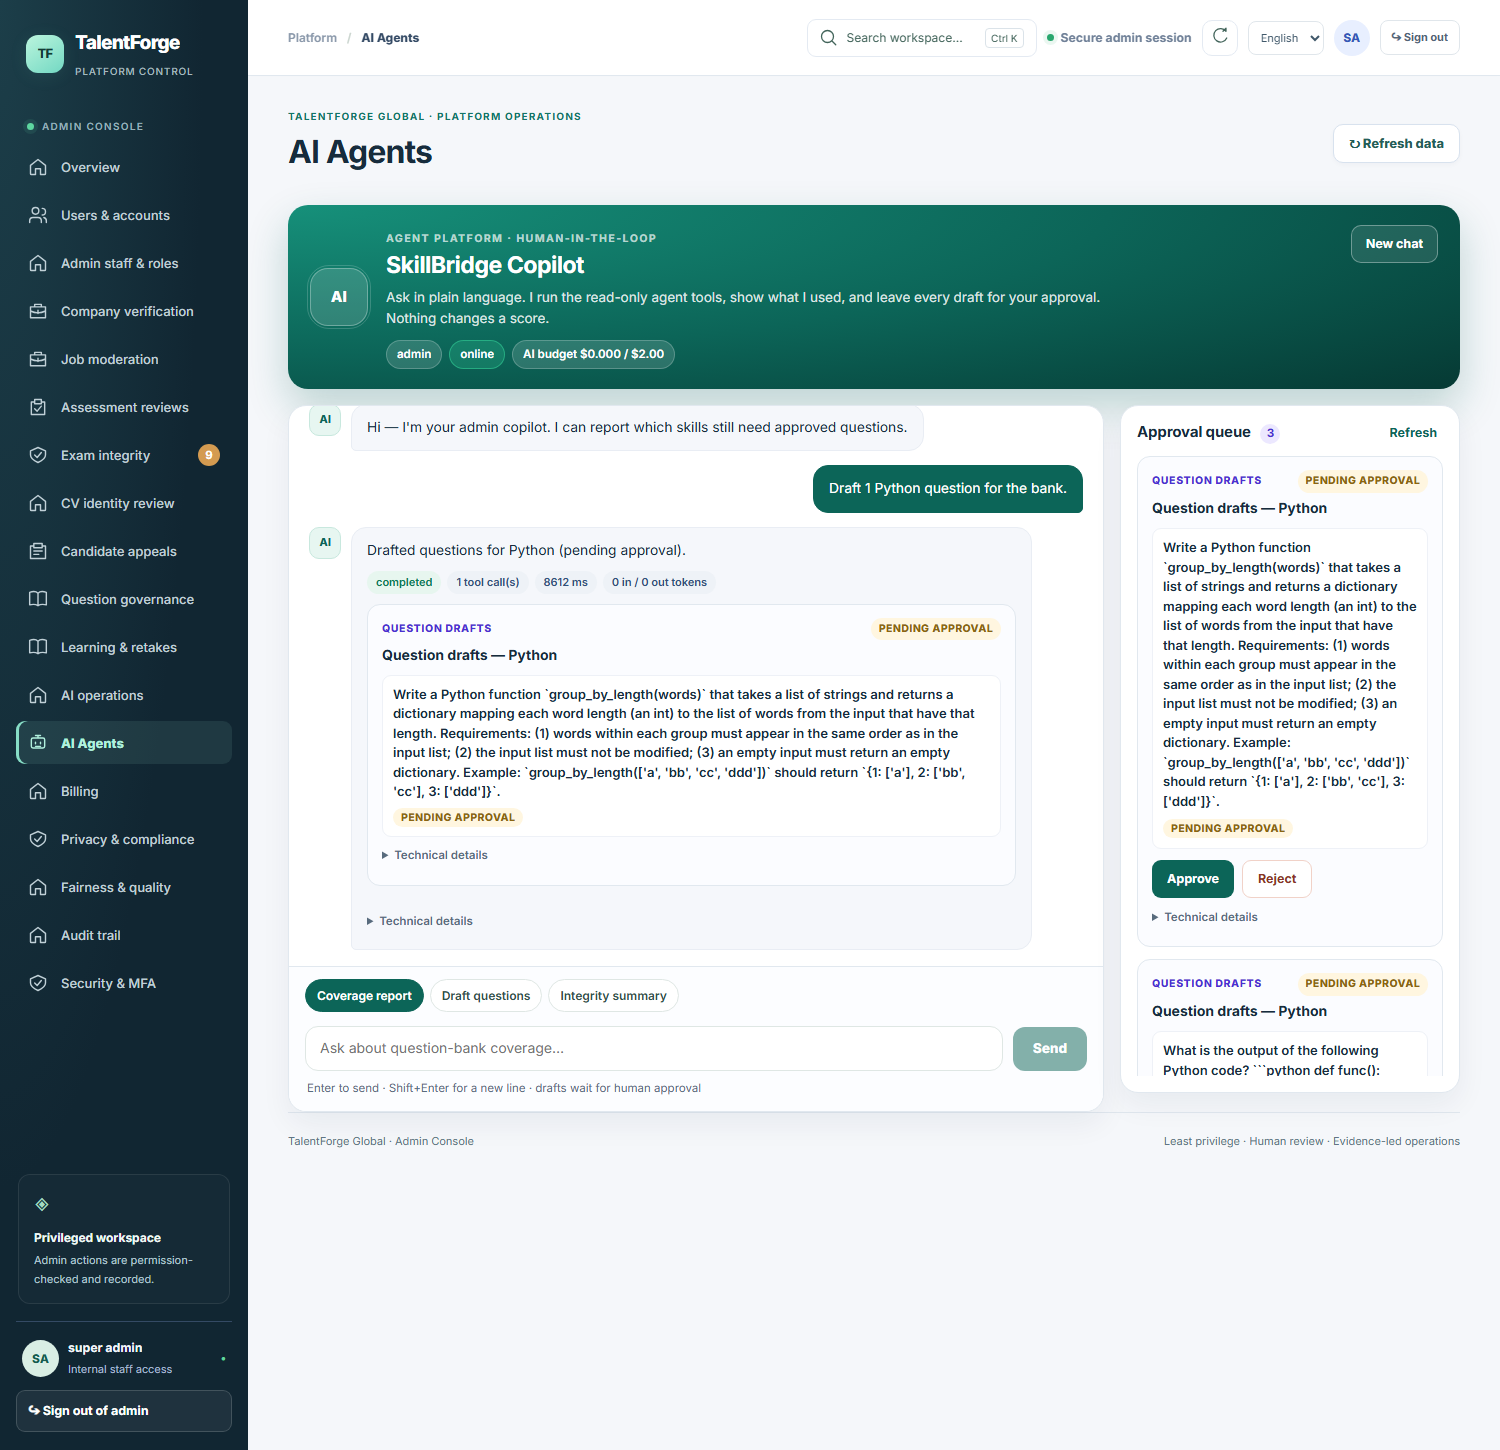 TF
TalentForge
PLATFORM CONTROL
ADMIN CONSOLE
Overview
Users & accounts
Admin staff & roles
Company verification
Job moderation
Assessment reviews
Exam integrity
9
CV identity review
Candidate appeals
Question governance
Learning & retakes
AI operations
AI Agents
Billing
Privacy & compliance
Fairness & quality
Audit trail
Security & MFA
Privileged workspace
Admin actions are permission-
checked and recorded.
SA
super admin
Internal staff access
↪ Sign out of admin
Platform / AI Agents
Search workspace...
Ctrl K
Secure admin session
English
SA
↪ Sign out
TALENTFORGE GLOBAL · PLATFORM OPERATIONS
AI Agents
↻ Refresh data
AI
AGENT PLATFORM · HUMAN-IN-THE-LOOP
SkillBridge Copilot
Ask in plain language. I run the read-only agent tools, show what I used, and leave every draft for your approval.
Nothing changes a score.
admin
online
AI budget $0.000 / $2.00
New chat
AI
Hi — I'm your admin copilot. I can report which skills still need approved questions.
Draft 1 Python question for the bank.
AI
Drafted questions for Python (pending approval).
completed
1 tool call(s)
8612 ms
0 in / 0 out tokens
QUESTION DRAFTS
PENDING APPROVAL
Question drafts — Python
Write a Python function `group_by_length(words)` that takes a list of strings and returns a
dictionary mapping each word length (an int) to the list of words from the input that have that
length. Requirements: (1) words within each group must appear in the same order as in the
input list; (2) the input list must not be modified; (3) an empty input must return an empty
dictionary. Example: `group_by_length(['a', 'bb', 'cc', 'ddd'])` should return `{1: ['a'], 2: ['bb',
'cc'], 3: ['ddd']}`.
PENDING APPROVAL
▶ Technical details
▶ Technical details
Coverage report
Draft questions
Integrity summary
Ask about question-bank coverage...
Send
Enter to send · Shift+Enter for a new line · drafts wait for human approval
Approval queue
3
Refresh
QUESTION DRAFTS
PENDING APPROVAL
Question drafts — Python
Write a Python function
`group_by_length(words)` that takes a
list of strings and returns a dictionary
mapping each word length (an int) to the
list of words from the input that have
that length. Requirements: (1) words
within each group must appear in the
same order as in the input list; (2) the
input list must not be modified; (3) an
empty input must return an empty
dictionary. Example:
`group_by_length(['a', 'bb', 'cc', 'ddd'])`
should return `{1: ['a'], 2: ['bb', 'cc'], 3:
['ddd']}`.
PENDING APPROVAL
Approve
Reject
▶ Technical details
QUESTION DRAFTS
PENDING APPROVAL
Question drafts — Python
What is the output of the following
Python code? ```python def func():
TalentForge Global · Admin Console
Least privilege · Human review · Evidence-led operations